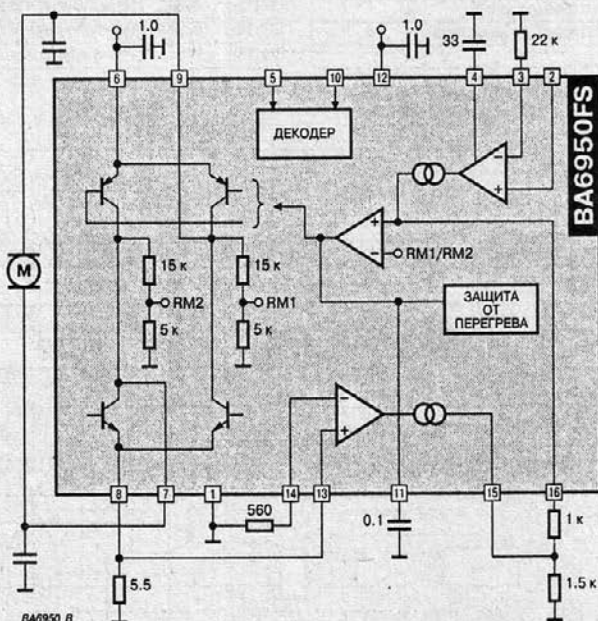 1.0
1.0
33
22 к
6
9
5
10
12
4
3
2
BA6950FS
ДЕКОДЕР
−
+
+
−
RM1/RM2
M
15 к
15 к
RM2
RM1
5 к
5 к
ЗАЩИТА
ОТ
ПЕРЕГРЕВА
−
+
8
7
1
14
13
11
15
16
560
0.1
1к
5.5
1.5 к
BA6950_B